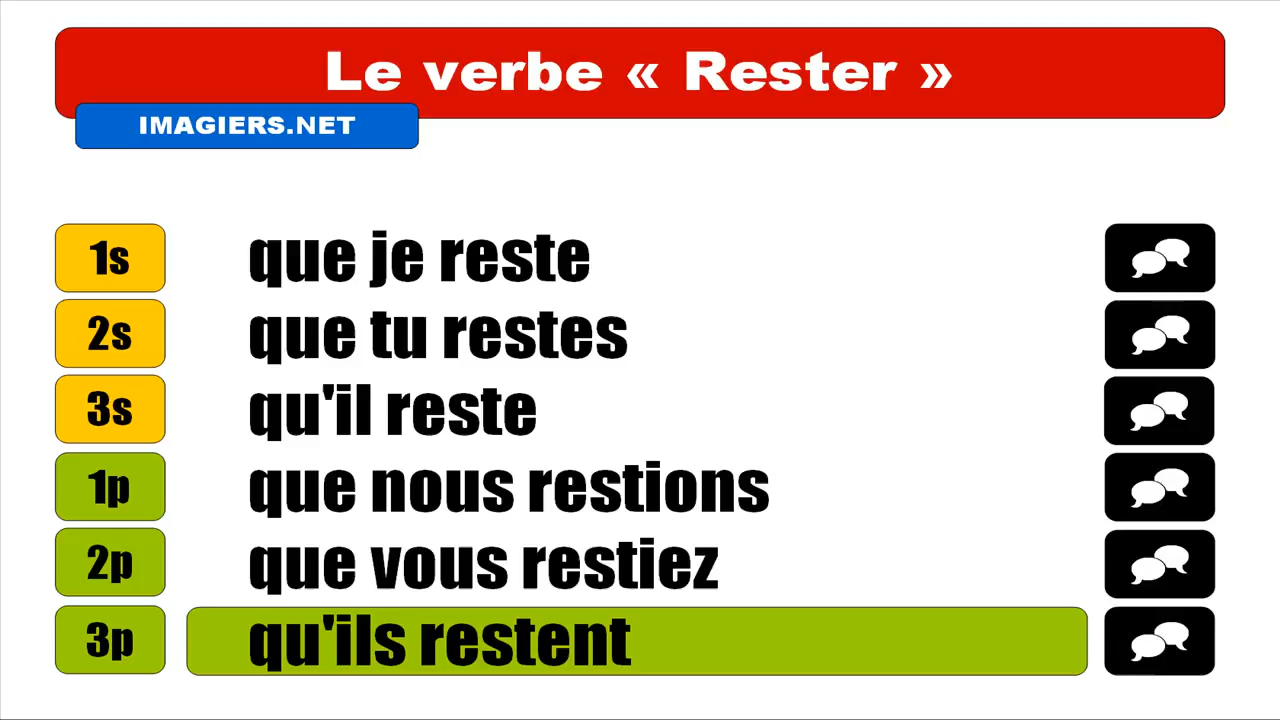 Le verbe « Rester »
IMAGIERS.NET
1s que je reste
2s que tu restes
3s qu'il reste
1p que nous restions
2p que vous restiez
3p qu'ils restent